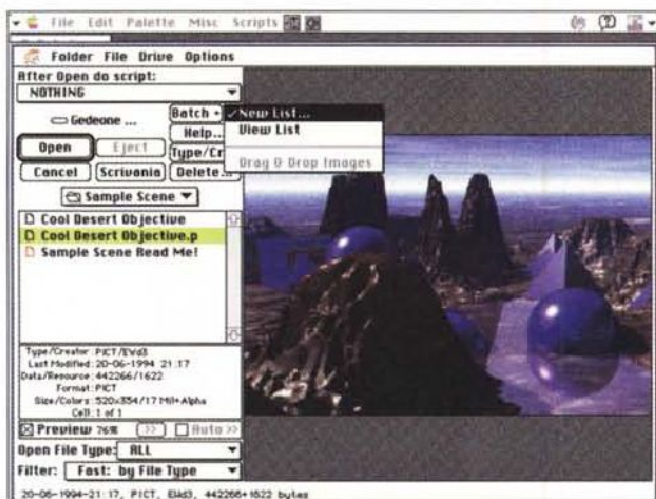 File Edit Palette Misc Scripts
Folder File Drive Options
After Open do script:
NOTHING
Gedeone ...
Batch
New List...
View List
Drag & Drop Images
Help...
Open Eject Type/Cr
Cancel Scrivania Delete
Sample Scene
Cool Desert Objective
Cool Desert Objective.p
Sample Scene Read Me!
Type/Creator: PICT/EWd3
Last Modified: 20-06-1994 21:17
Data/Resource: 442266/1622
Format: PICT
Size/Colors: 520x354/17 Mil+Alpha
Cell: 1 of 1
Preview 76% >> Auto >>
Open File Type: ALL
Filter: Fast: by File Type
20-06-1994-21:17, PICT, EWd3, 442266+1622 bytes